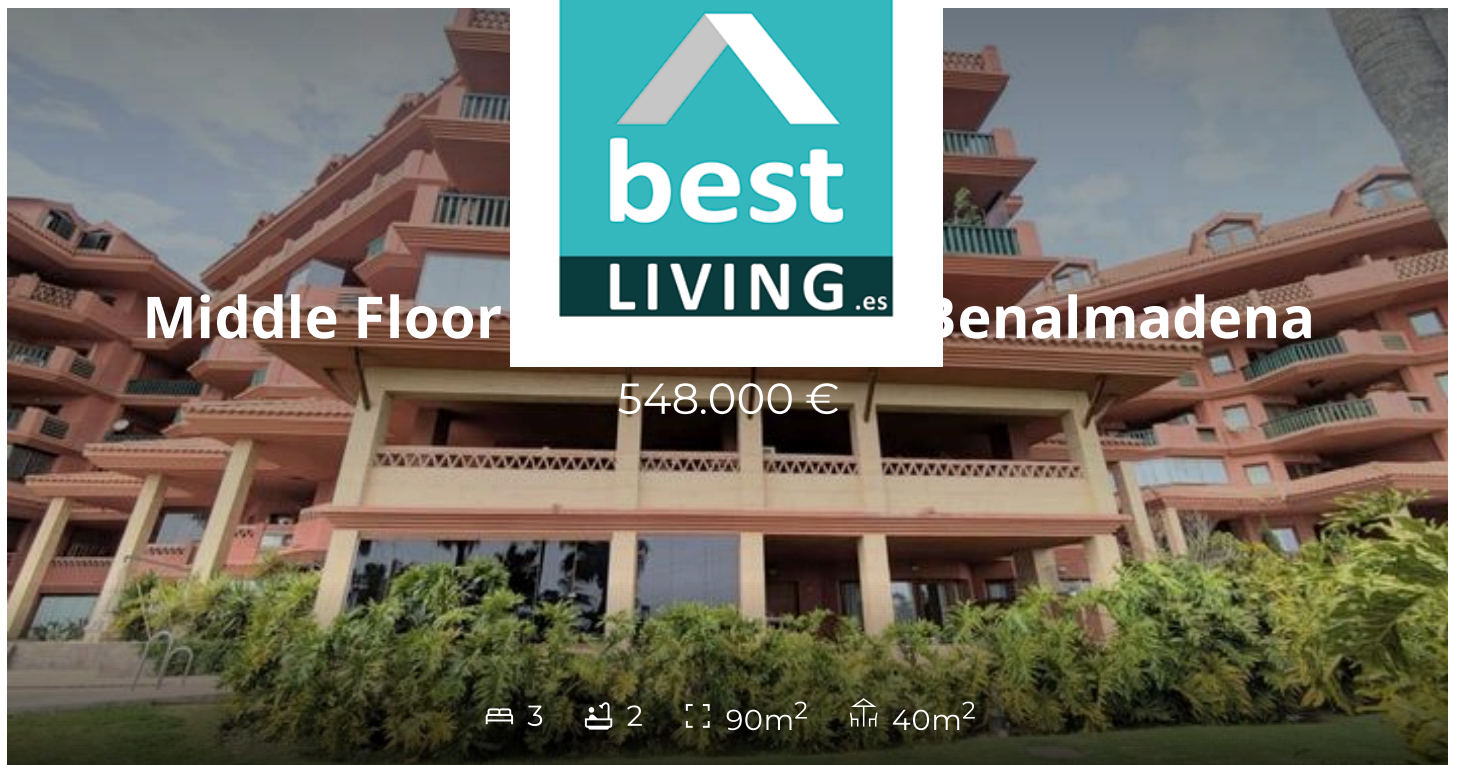 best
LIVING.es
Middle Floor Benalmadena
548.000 €
3 2 90m² 40m²